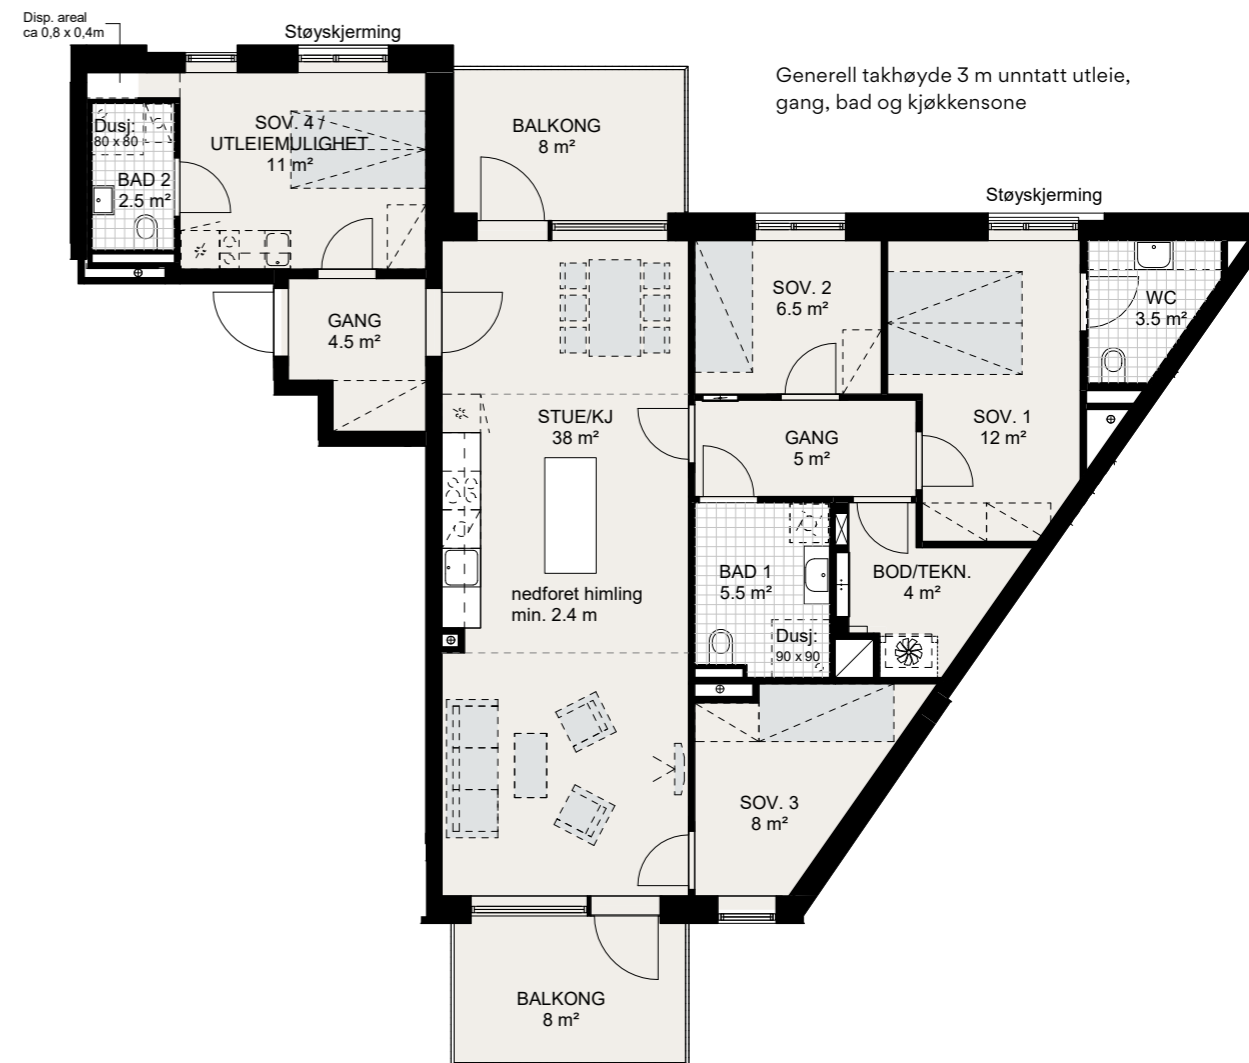 Disp. areal
ca 0,8 x 0,4m
Støyskjerming
Generell takhøyde 3 m unntatt utleie,
gang, bad og kjøkkensone
SOV. 4 /
UTLEIEMULIGHET
11 m²
Dusj:
80 x 80
BAD 2
2.5 m²
BALKONG
8 m²
Støyskjerming
GANG
4.5 m²
SOV. 2
6.5 m²
WC
3.5 m²
STUE/KJ
38 m²
GANG
5 m²
SOV. 1
12 m²
nedforet himling
min. 2.4 m
BAD 1
5.5 m²
Dusj:
90 x 90
BOD/TEKN.
4 m²
SOV. 3
8 m²
BALKONG
8 m²